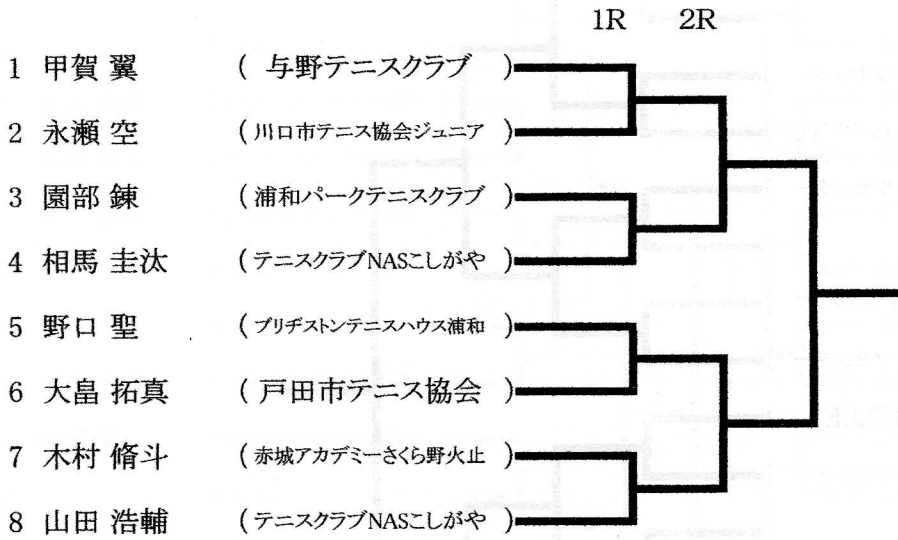 1R 2R
1 甲賀 翼 ( 与野テニスクラブ )
2 永瀬 空 ( 川口市テニス協会ジュニア )
3 園部 錬 ( 浦和パークテニスクラブ )
4 相馬 圭汰 ( テニスクラブNASこしがや )
5 野口 聖 ( ブリヂストンテニスハウス浦和 )
6 大畠 拓真 ( 戸田市テニス協会 )
7 木村 脩斗 ( 赤城アカデミーさくら野火止 )
8 山田 浩輔 ( テニスクラブNASこしがや )